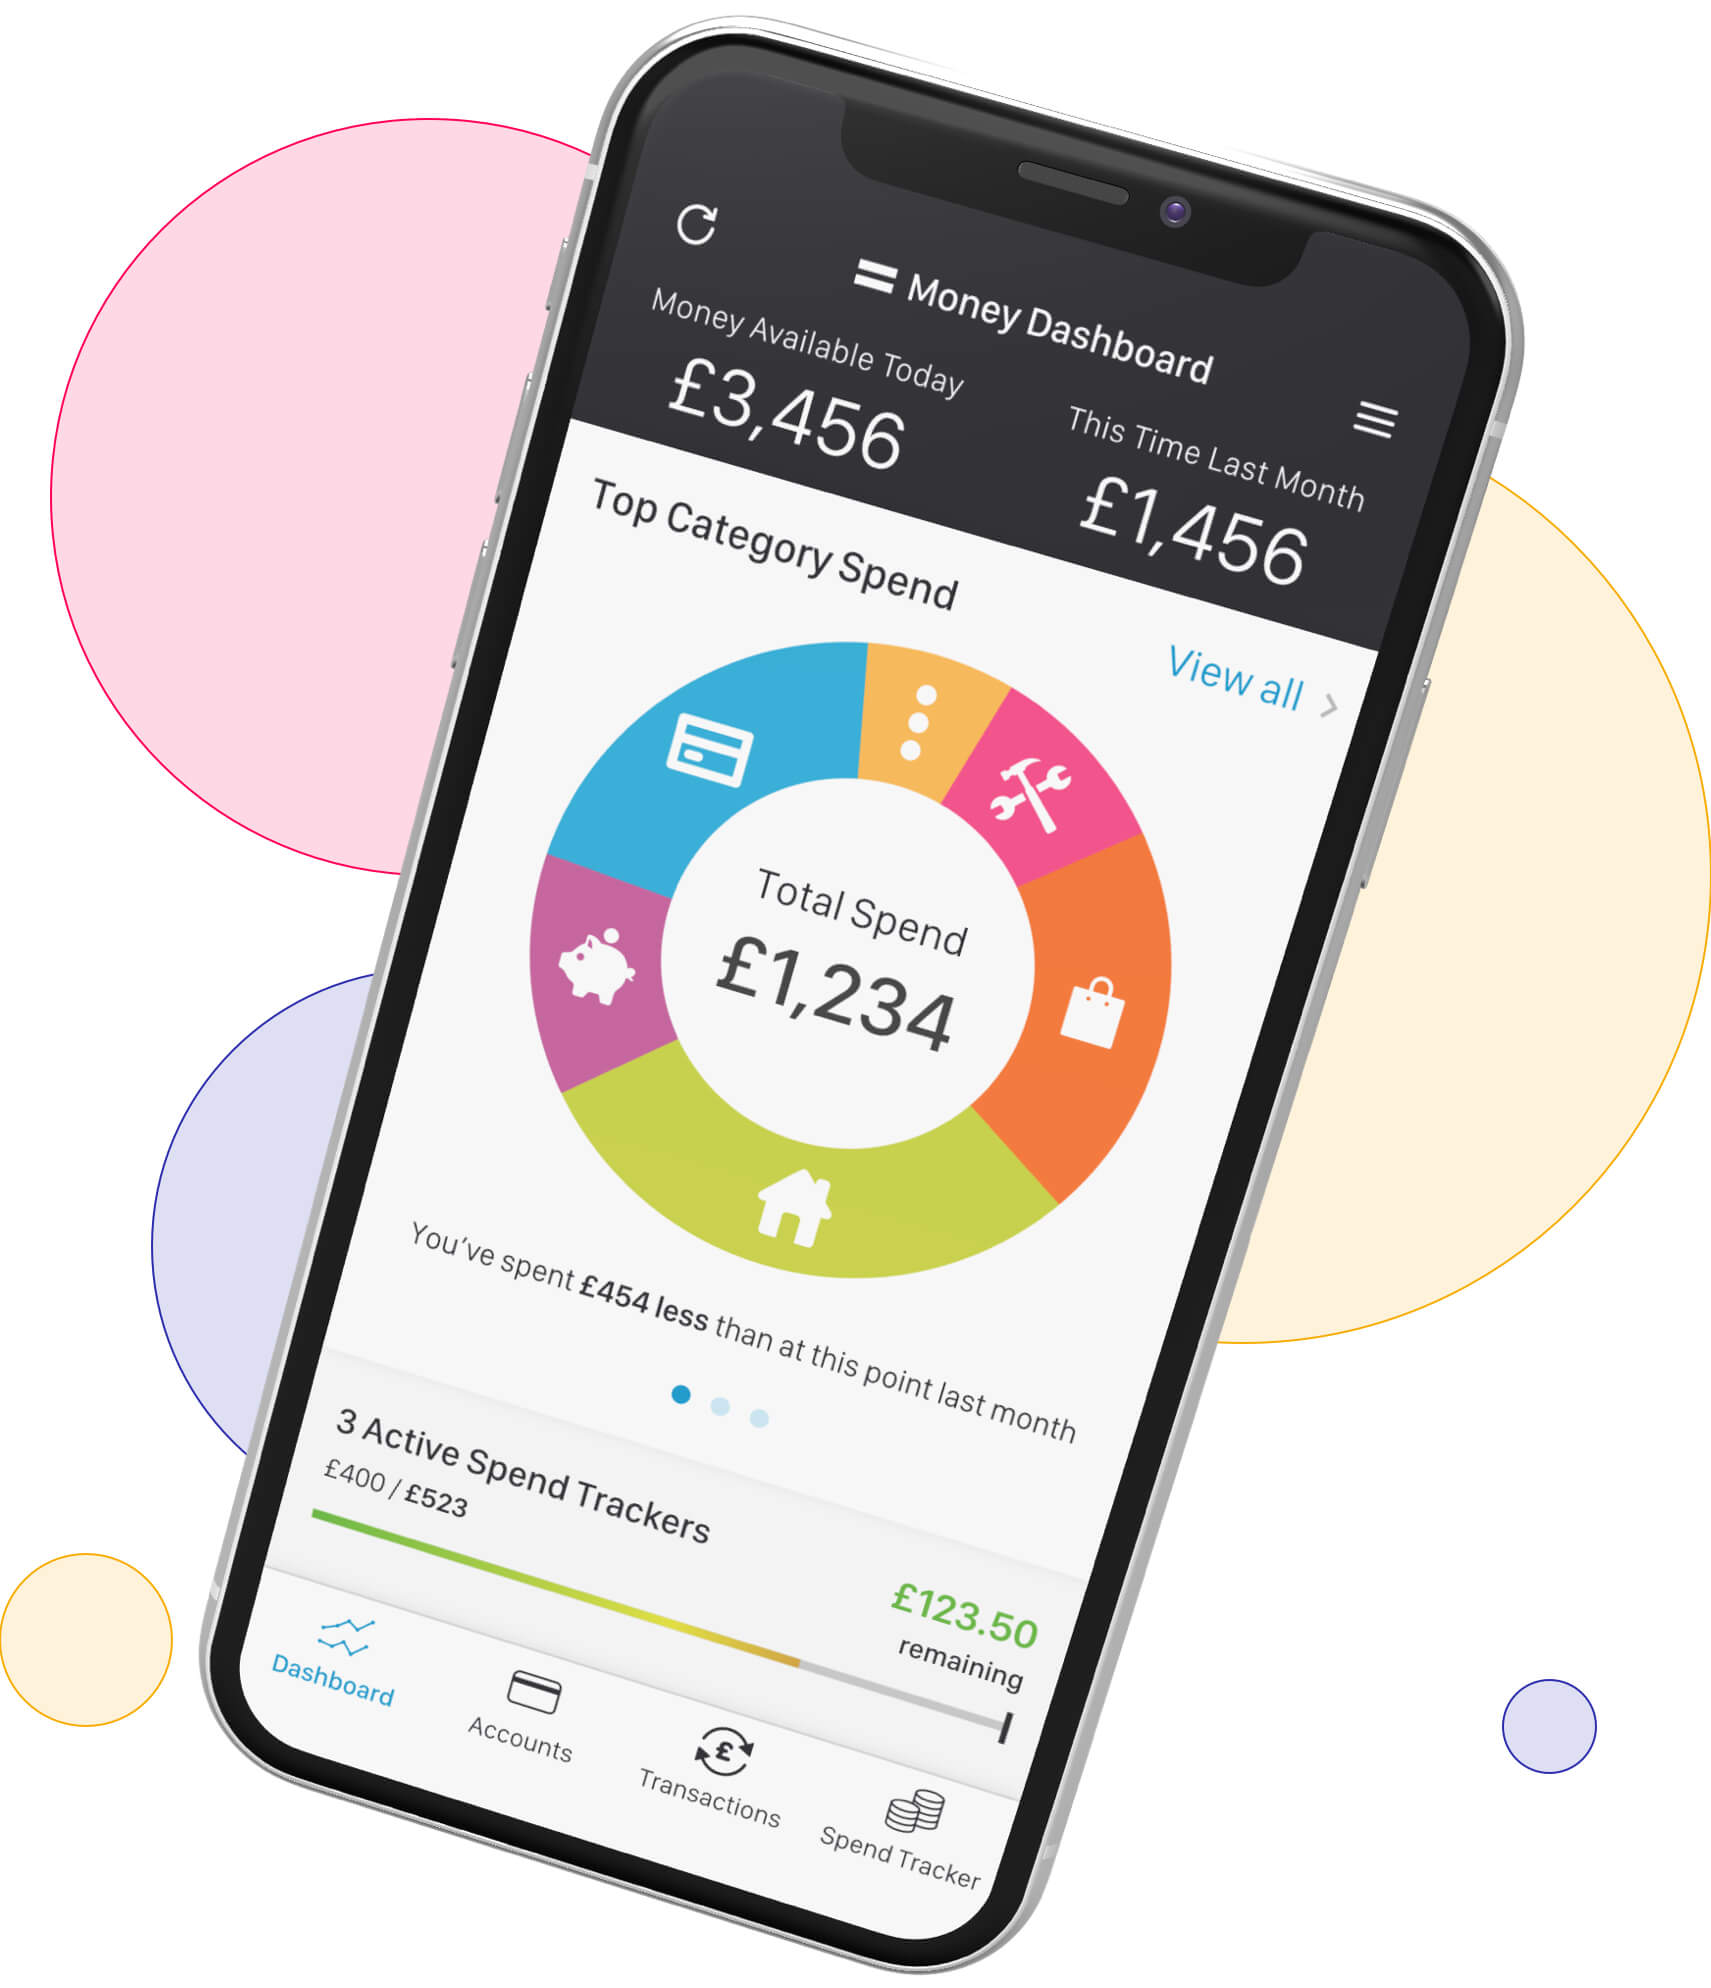 Money Dashboard
Money Available Today
£3,456
This Time Last Month
£1,456
Top Category Spend
View all
Total Spend
£1,234
You’ve spent £454 less than at this point last month
3 Active Spend Trackers
£400 / £523
£123.50
remaining
Dashboard
Accounts
£
Transactions
Spend Tracker